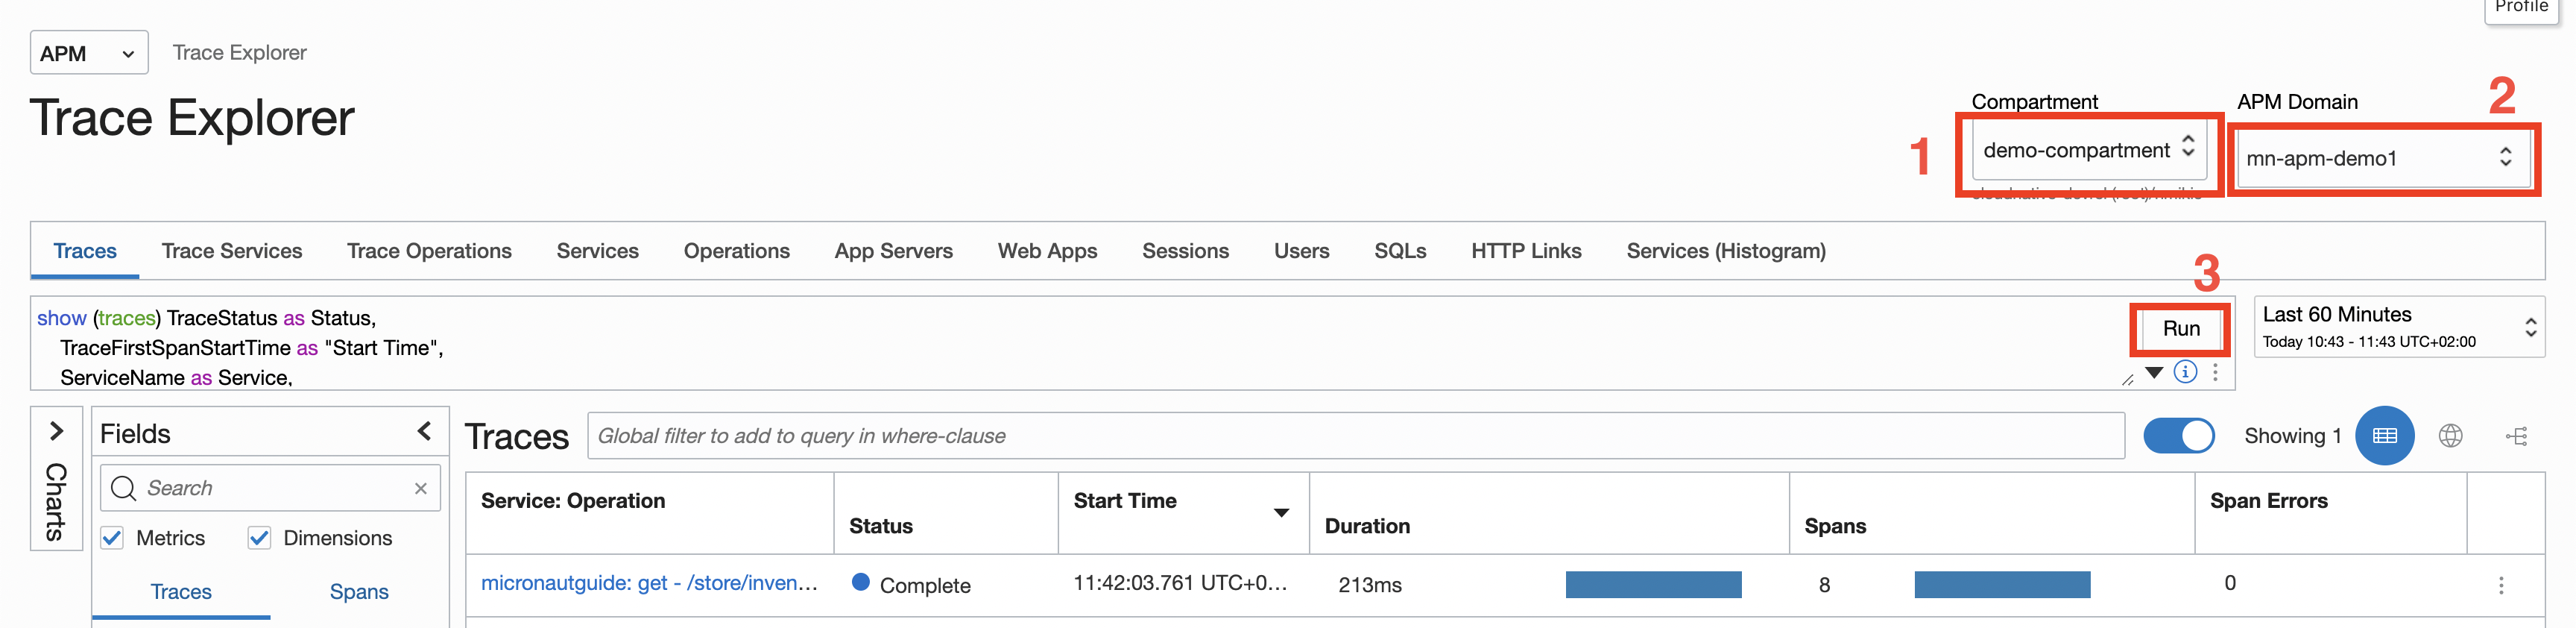 Profile
APM
Trace Explorer
Trace Explorer
Compartment
APM Domain
2
1
demo-compartment
mn-apm-demo1
Traces
Trace Services
Trace Operations
Services
Operations
App Servers
Web Apps
Sessions
Users
SQLs
HTTP Links
Services (Histogram)
3
show (traces) TraceStatus as Status,
TraceFirstSpanStartTime as "Start Time",
ServiceName as Service,
Run
Last 60 Minutes
Today 10:43 - 11:43 UTC+02:00
Charts
Fields
Search
Metrics
Dimensions
Traces
Spans
Traces
Global filter to add to query in where-clause
Showing 1
Service: Operation
Status
Start Time
Duration
Spans
Span Errors
micronautguide: get - /store/inven...
Complete
11:42:03.761 UTC+0...
213ms
8
0